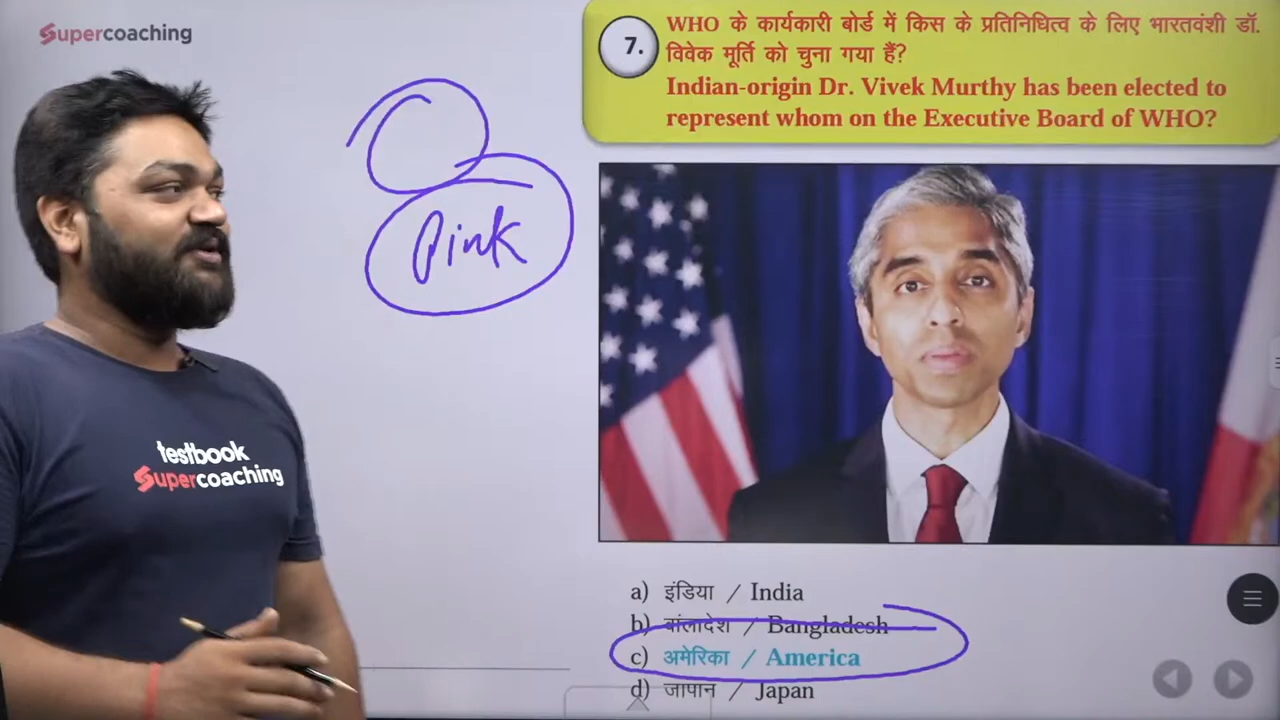 Supercoaching
7.
WHO के कार्यकारी बोर्ड में किस के प्रतिनिधित्व के लिए भारतवंशी डॉ.
विवेक मूर्ति को चुना गया हैं?
Indian-origin Dr. Vivek Murthy has been elected to
represent whom on the Executive Board of WHO?
Pink
testbook
Supercoaching
a) इंडिया / India
b) बांलादेश / Bangladesh
c) अमेरिका / America
d) जापान / Japan